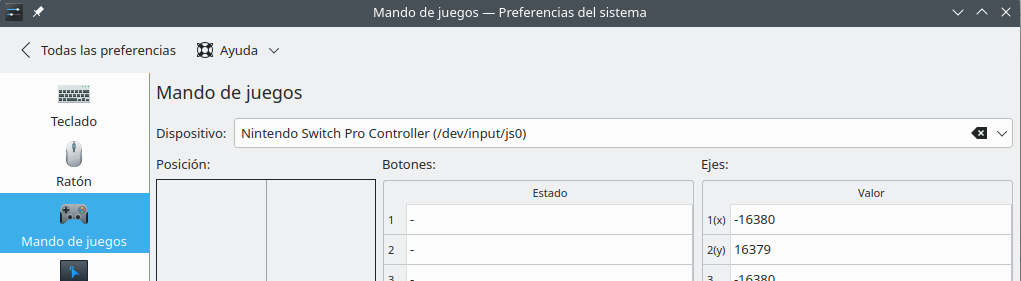 Mando de juegos — Preferencias del sistema
Todas las preferencias Ayuda
Teclado
Ratón
Mando de juegos
Mando de juegos
Dispositivo: Nintendo Switch Pro Controller (/dev/input/js0)
Posición: Botones: Ejes:
Estado Valor
1 - 1(x) -16380
2 - 2(y) 16379
3 - 3 -16380